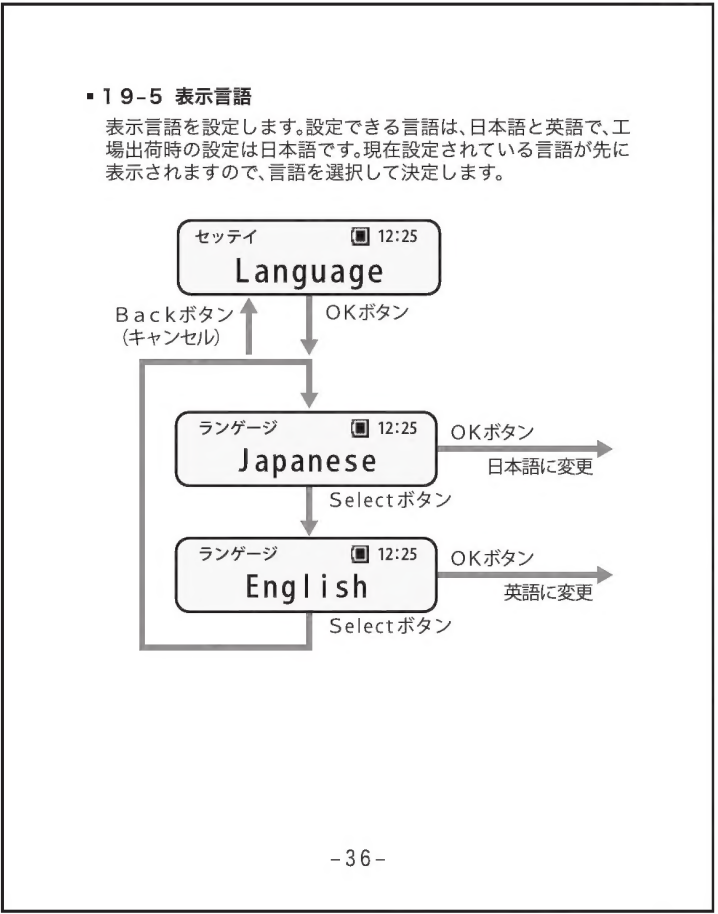 ▪19-5 表示言語
表示言語を設定します。設定できる言語は、日本語と英語で、工
場出荷時の設定は日本語です。現在設定されている言語が先に
表示されますので、言語を選択して決定します。
セッテイ 12:25
Language
Backボタン
(キャンセル)
OKボタン
ランゲージ 12:25
Japanese
OKボタン
日本語に変更
Selectボタン
ランゲージ 12:25
English
OKボタン
英語に変更
Selectボタン
-36-